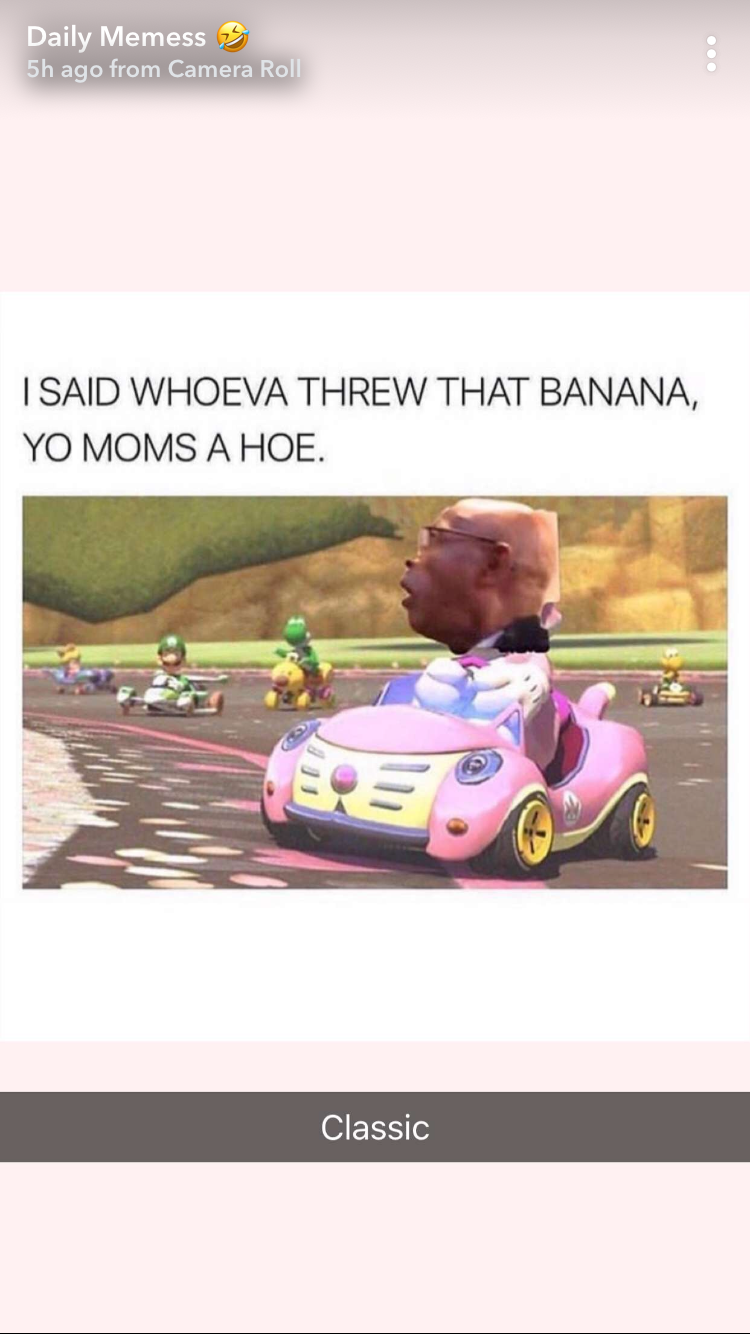 Daily Memess 🤣
5h ago from Camera Roll
I SAID WHOEVA THREW THAT BANANA,
YO MOMS A HOE.
Classic